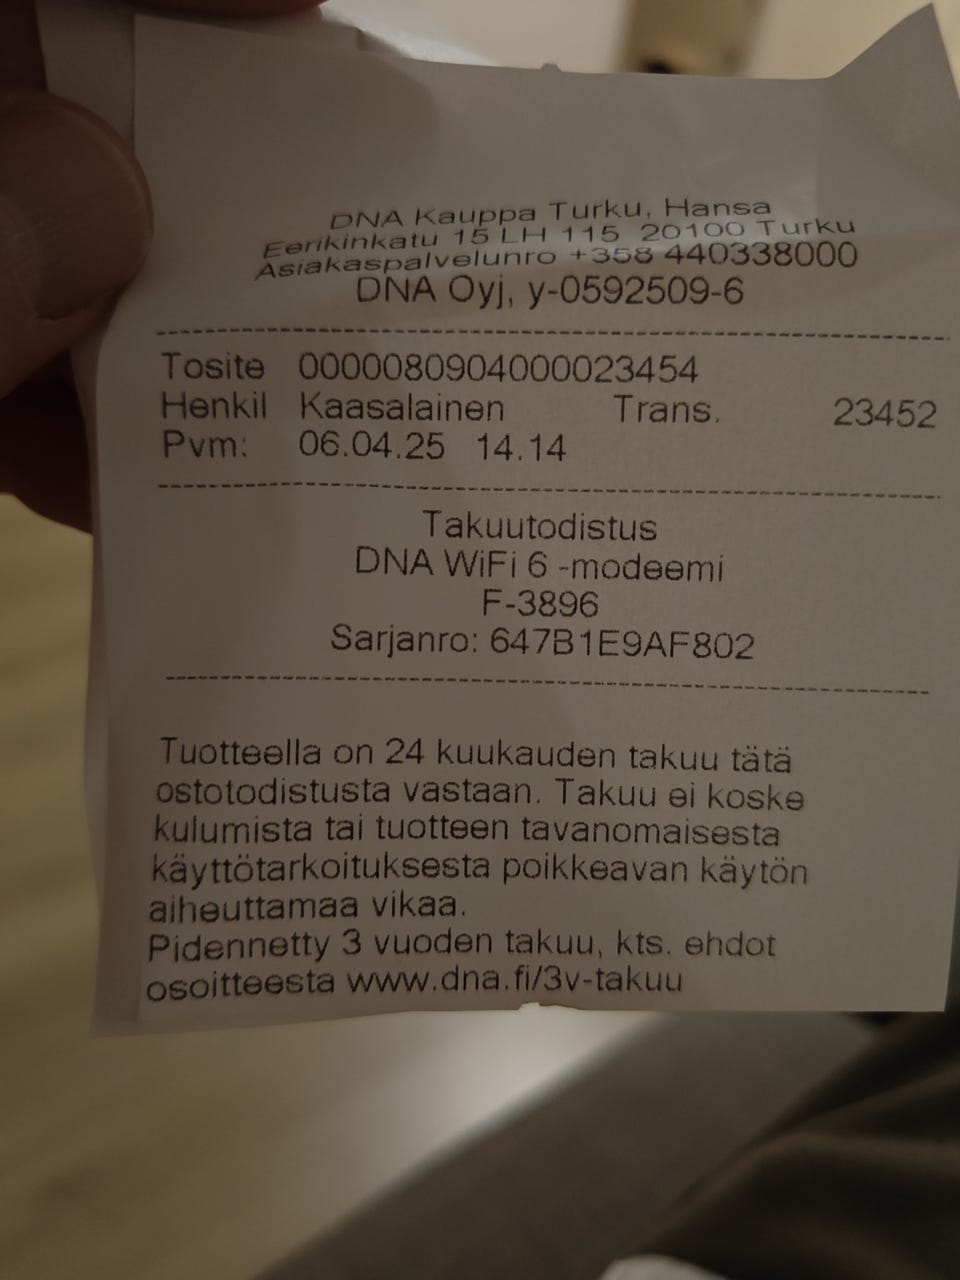 DNA Kauppa Turku, Hansa
Eerikinkatu 15 LH 115 20100 Turku
Asiakaspalvelunro +358 440338000
DNA Oyj, y-0592509-6
Tosite 0000080904000023454
Henkil Kaasalainen Trans. 23452
Pvm: 06.04.25 14.14
Takuutodistus
DNA WiFi 6 -modeemi
F-3896
Sarjanro: 647B1E9AF802
Tuotteella on 24 kuukauden takuu tätä
ostotodistusta vastaan. Takuu ei koske
kulumista tai tuotteen tavanomaisesta
käyttötarkoituksesta poikkeavan käytön
aiheuttamaa vikaa.
Pidennetty 3 vuoden takuu, kts. ehdot
osoitteesta www.dna.fi/3v-takuu